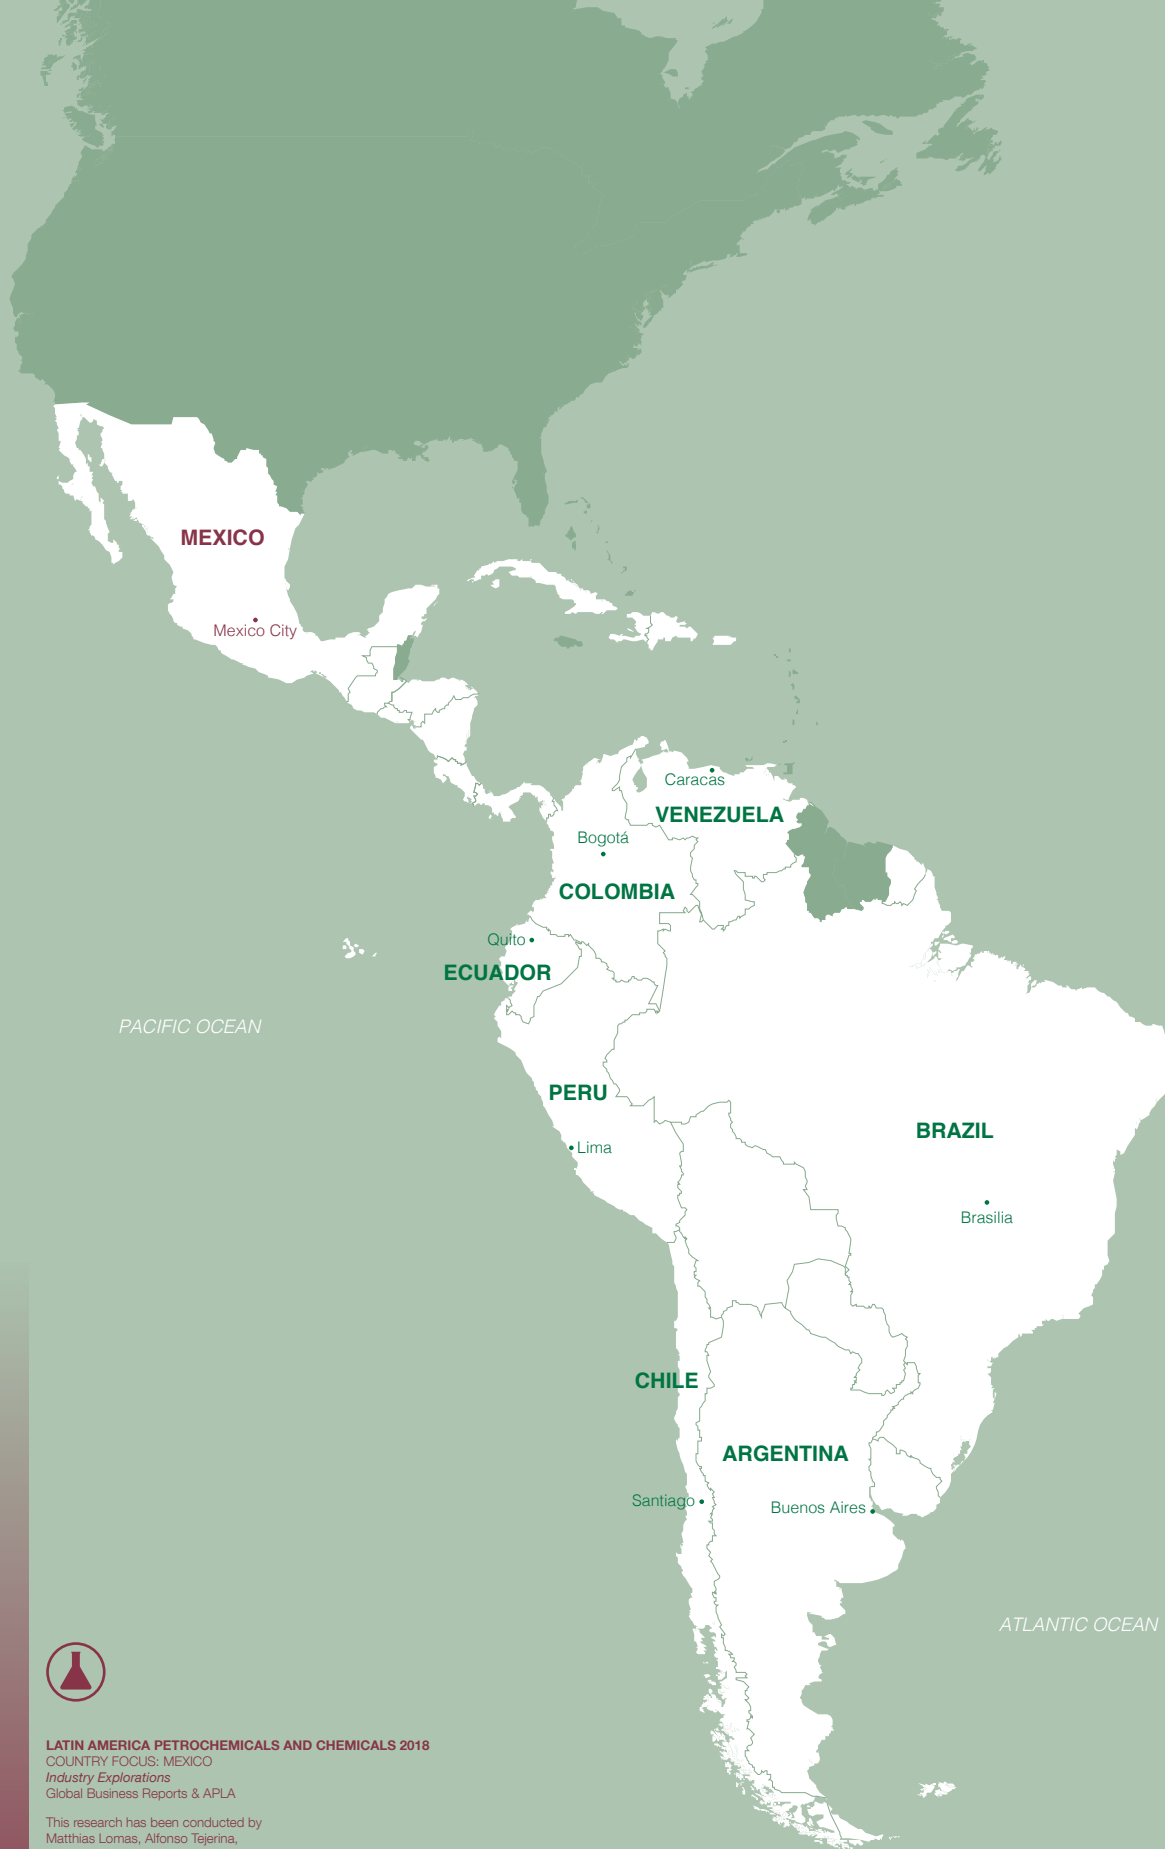 MEXICO
Mexico City
Caracas
VENEZUELA
Bogotá
COLOMBIA
Quito
ECUADOR
PACIFIC OCEAN
PERU
BRAZIL
Lima
Brasilia
CHILE
ARGENTINA
Santiago
Buenos Aires
ATLANTIC OCEAN
LATIN AMERICA PETROCHEMICALS AND CHEMICALS 2018
COUNTRY FOCUS: MEXICO
Industry Explorations
Global Business Reports & APLA
This research has been conducted by
Matthias Lomas, Alfonso Tejerina,